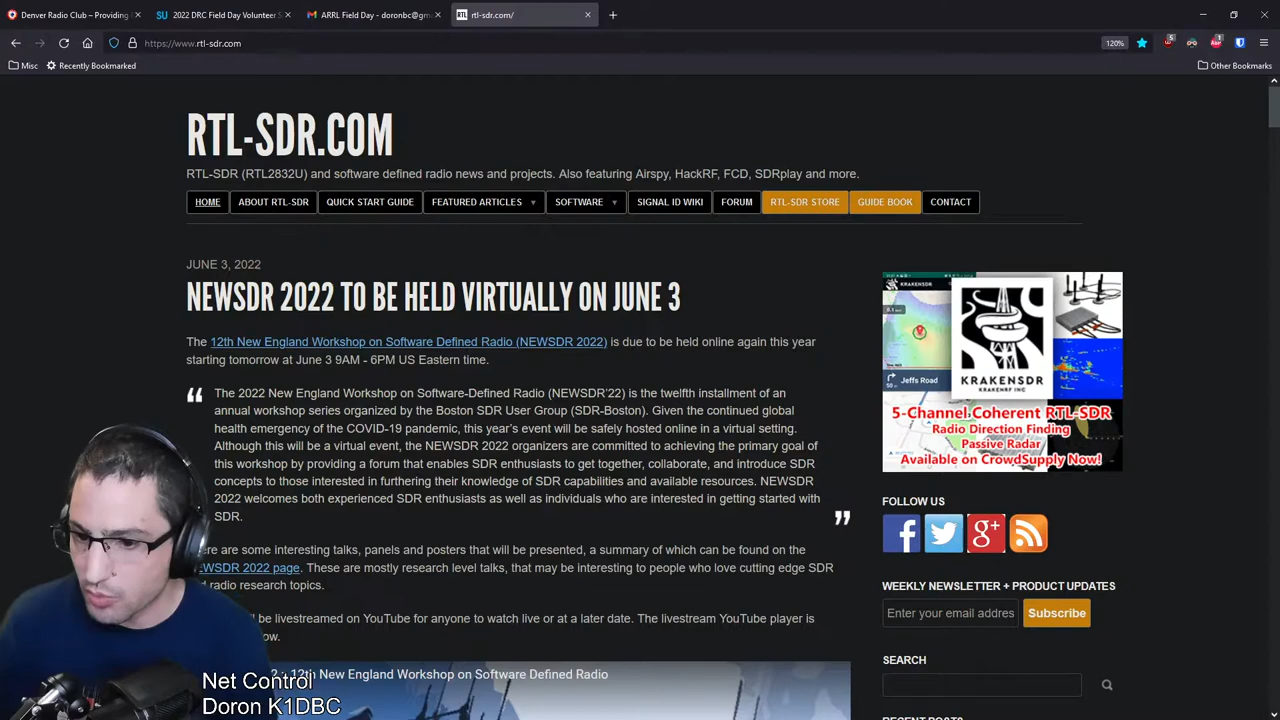 Denver Radio Club – Providing
2022 DRC Field Day Volunteer S
ARRL Field Day - doronbc@gm
rtl-sdr.com/
https://www.rtl-sdr.com
120%
Misc
Recently Bookmarked
Other Bookmarks
RTL-SDR.COM
RTL-SDR (RTL2832U) and software defined radio news and projects. Also featuring Airspy, HackRF, FCD, SDRplay and more.
HOME ABOUT RTL-SDR QUICK START GUIDE FEATURED ARTICLES SOFTWARE SIGNAL ID WIKI FORUM RTL-SDR STORE GUIDE BOOK CONTACT
JUNE 3, 2022
NEWSDR 2022 TO BE HELD VIRTUALLY ON JUNE 3
The 12th New England Workshop on Software Defined Radio (NEWSDR 2022) is due to be held online again this year
starting tomorrow at June 3 9AM - 6PM US Eastern time.
The 2022 New England Workshop on Software-Defined Radio (NEWSDR'22) is the twelfth installment of an
annual workshop series organized by the Boston SDR User Group (SDR-Boston). Given the continued global
health emergency of the COVID-19 pandemic, this year's event will be safely hosted online in a virtual setting.
Although this will be a virtual event, the NEWSDR 2022 organizers are committed to achieving the primary goal of
this workshop by providing a forum that enables SDR enthusiasts to get together, collaborate, and introduce SDR
concepts to those interested in furthering their knowledge of SDR capabilities and available resources. NEWSDR
2022 welcomes both experienced SDR enthusiasts as well as individuals who are interested in getting started with
SDR.
ere are some interesting talks, panels and posters that will be presented, a summary of which can be found on the
EWSDR 2022 page. These are mostly research level talks, that may be interesting to people who love cutting edge SDR
d radio research topics.
be livestreamed on YouTube for anyone to watch live or at a later date. The livestream YouTube player is
ow.
12th New England Workshop on Software Defined Radio
KRAKENSDR
Jeffs Road
KRAKENSDR
KRAKENRF INC
5-Channel Coherent RTL-SDR
Radio Direction Finding
Passive Radar
Available on CrowdSupply Now!
FOLLOW US
WEEKLY NEWSLETTER + PRODUCT UPDATES
Enter your email addres
Subscribe
SEARCH
RECENT POSTS
Net Control
Doron K1DBC